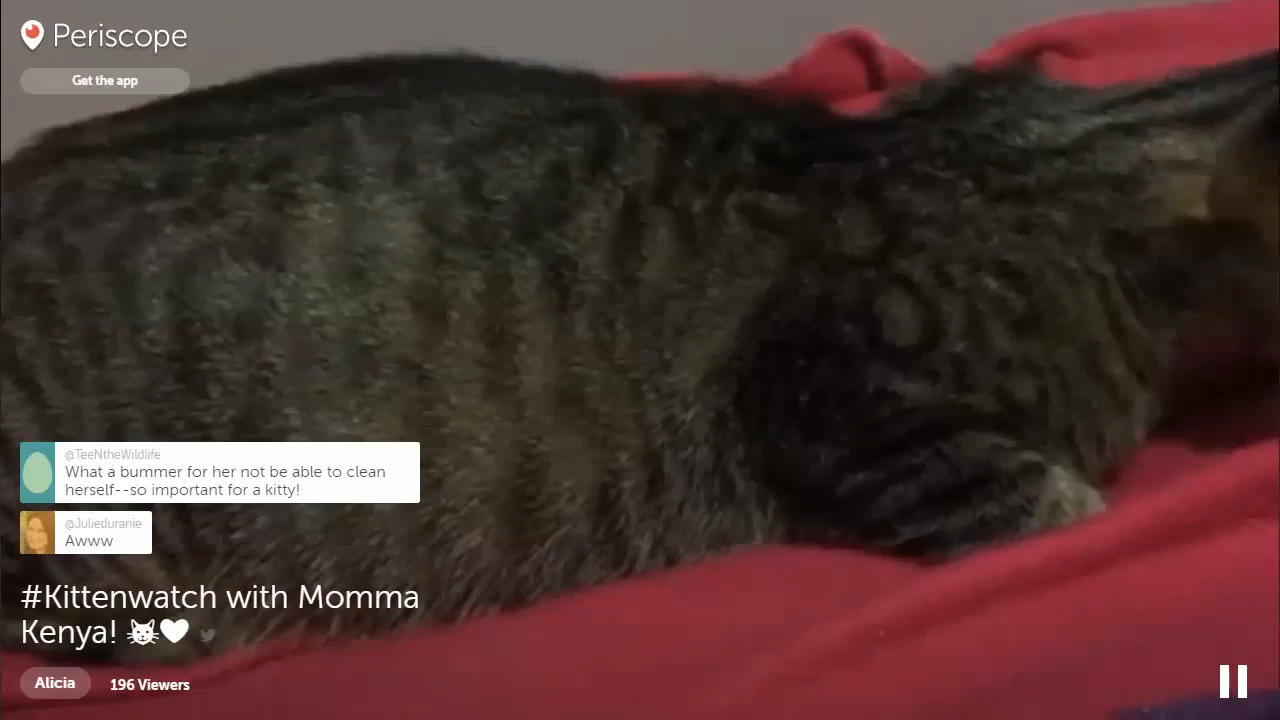 Periscope
Get the app
@TeeNtheWildlife
What a bummer for her not be able to clean
herself--so important for a kitty!
@Julieduranie
Awww
#Kittenwatch with Momma
Kenya! 😺🤍
Alicia
196 Viewers